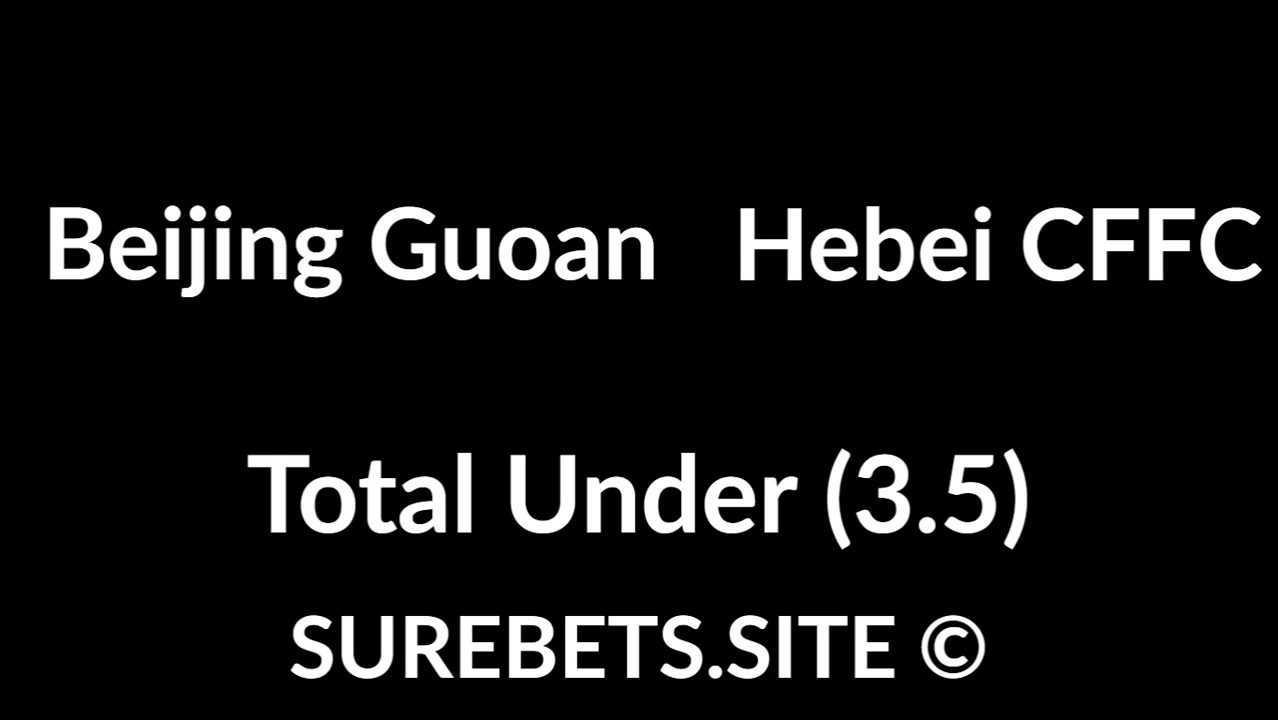 Beijing Guoan Hebei CFFC
Total Under (3.5)
SUREBETS.SITE ©